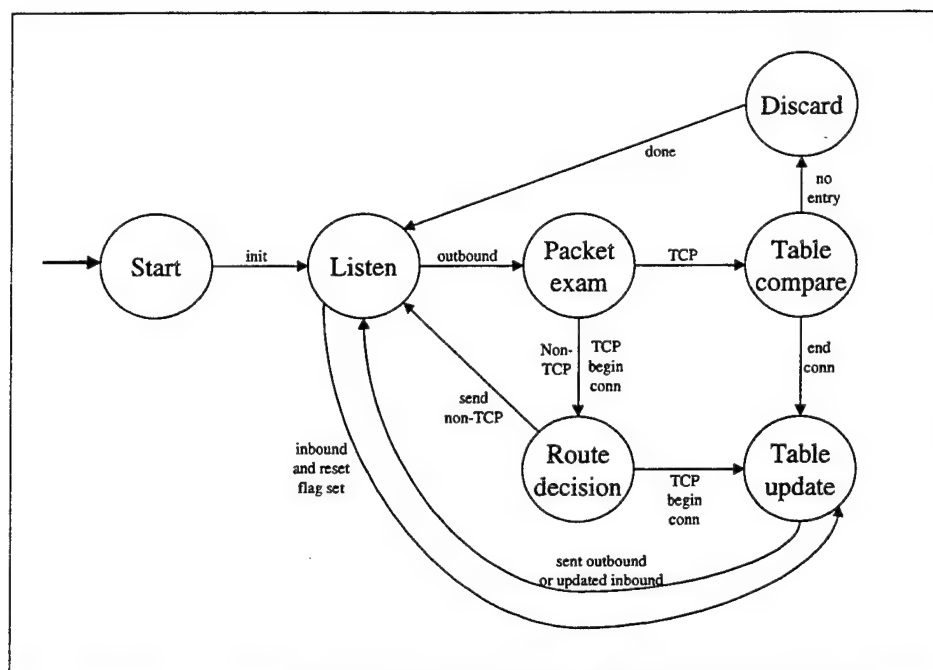 Discard
done
no
entry
Start
init
Listen
outbound
Packet
exam
TCP
Table
compare
Non-
TCP
TCP
begin
conn
end
conn
send
non-TCP
Route
decision
TCP
begin
conn
Table
update
inbound
and reset
flag set
sent outbound
or updated inbound